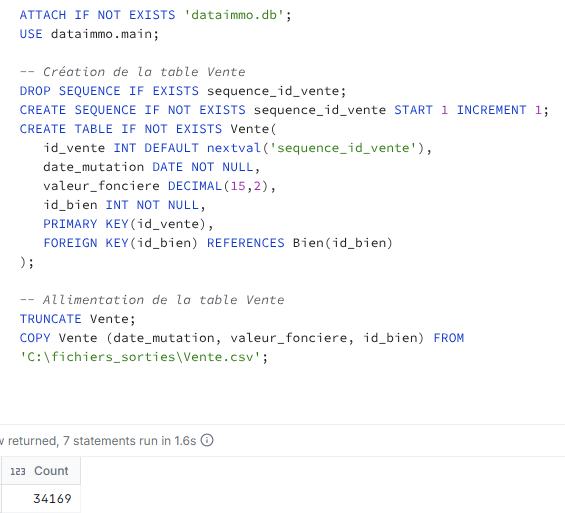 ATTACH IF NOT EXISTS 'dataimmo.db';
USE dataimmo.main;
-- Création de la table Vente
DROP SEQUENCE IF EXISTS sequence_id_vente;
CREATE SEQUENCE IF NOT EXISTS sequence_id_vente START 1 INCREMENT 1;
CREATE TABLE IF NOT EXISTS Vente(
id_vente INT DEFAULT nextval('sequence_id_vente'),
date_mutation DATE NOT NULL,
valeur_fonciere DECIMAL(15,2),
id_bien INT NOT NULL,
PRIMARY KEY(id_vente),
FOREIGN KEY(id_bien) REFERENCES Bien(id_bien)
);
-- Allimentation de la table Vente
TRUNCATE Vente;
COPY Vente (date_mutation, valeur_fonciere, id_bien) FROM
'C:\fichiers_sorties\Vente.csv';
returned, 7 statements run in 1.6s
123 Count
34169